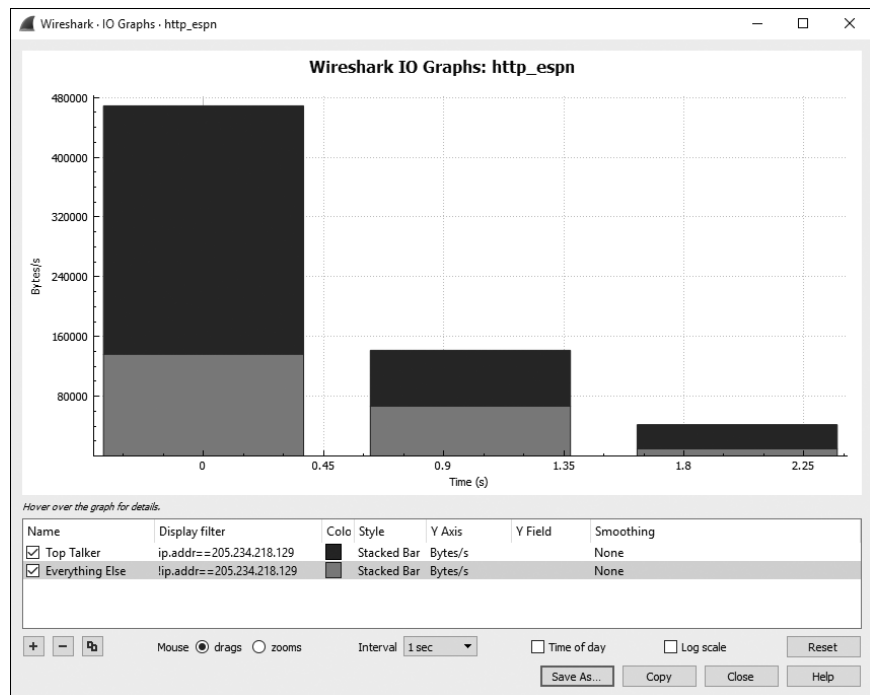 Wireshark · IO Graphs · http_espn
Wireshark IO Graphs: http_espn
480000
400000
320000
240000
160000
80000
Bytes/s
0 0.45 0.9 1.35 1.8 2.25
Time (s)
Hover over the graph for details.
Name Display filter Colo Style Y Axis Y Field Smoothing
Top Talker ip.addr==205.234.218.129 Stacked Bar Bytes/s None
Everything Else !ip.addr==205.234.218.129 Stacked Bar Bytes/s None
+ − Mouse drags zooms Interval 1 sec Time of day Log scale Reset
Save As... Copy Close Help